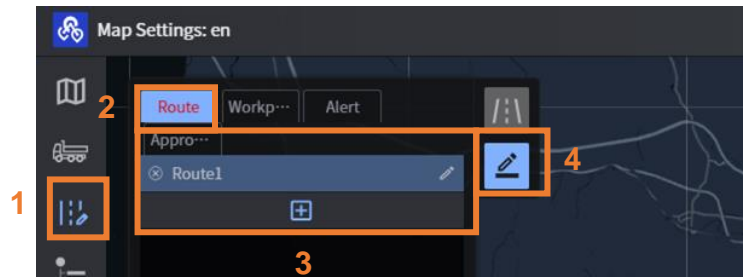 Map Settings: en
2
Route
Workp···
Alert
Appro···
4
Route1
1
3